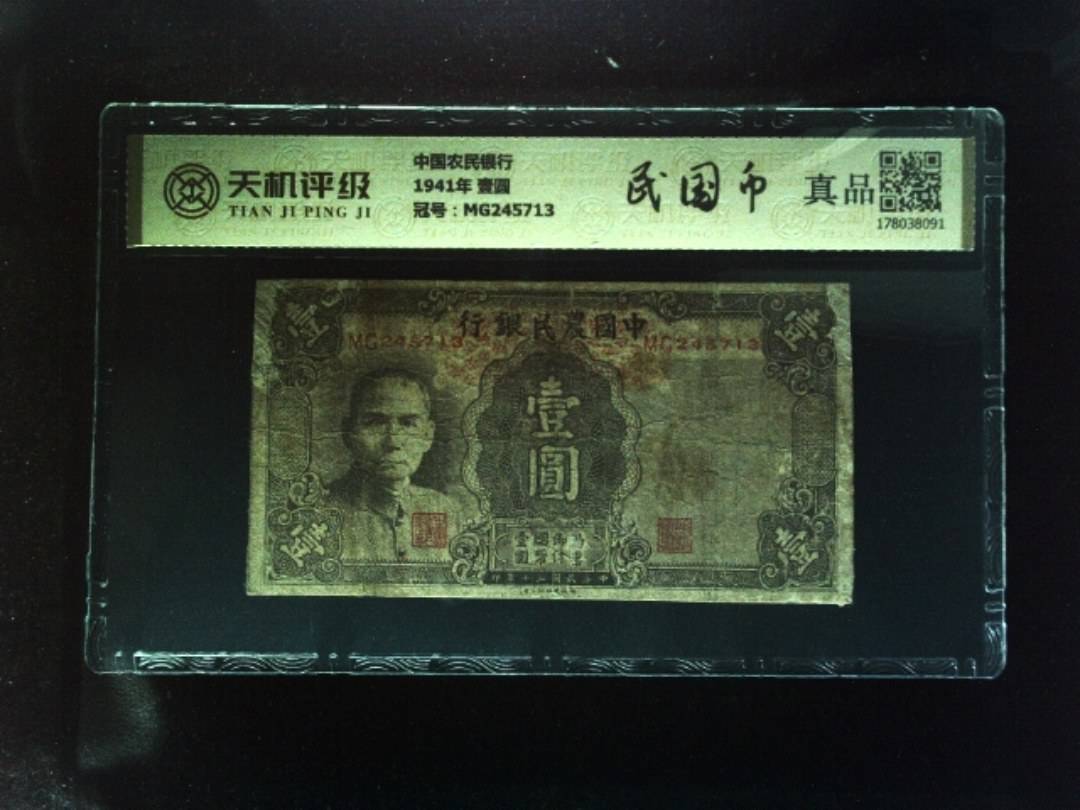 天机评级
TIAN JI PING JI
中国农民银行
1941年 壹圆
冠号：MG245713
民国币
真品
178038091
行銀民農國中
MG245713
MG245713
壹
壹
壹
圓
壹
壹